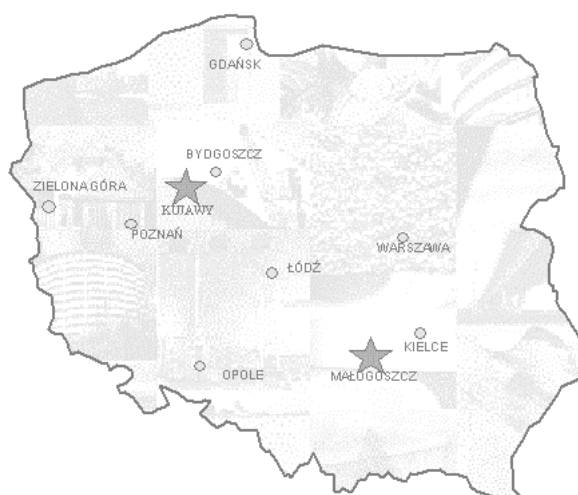 GDAŃSK
BYDGOSZCZ
ZIELONA GÓRA
KUJAWY
POZNAŃ
WARSZAWA
ŁÓDŹ
KIELCE
OPOLE
MAŁOGOSZCZ